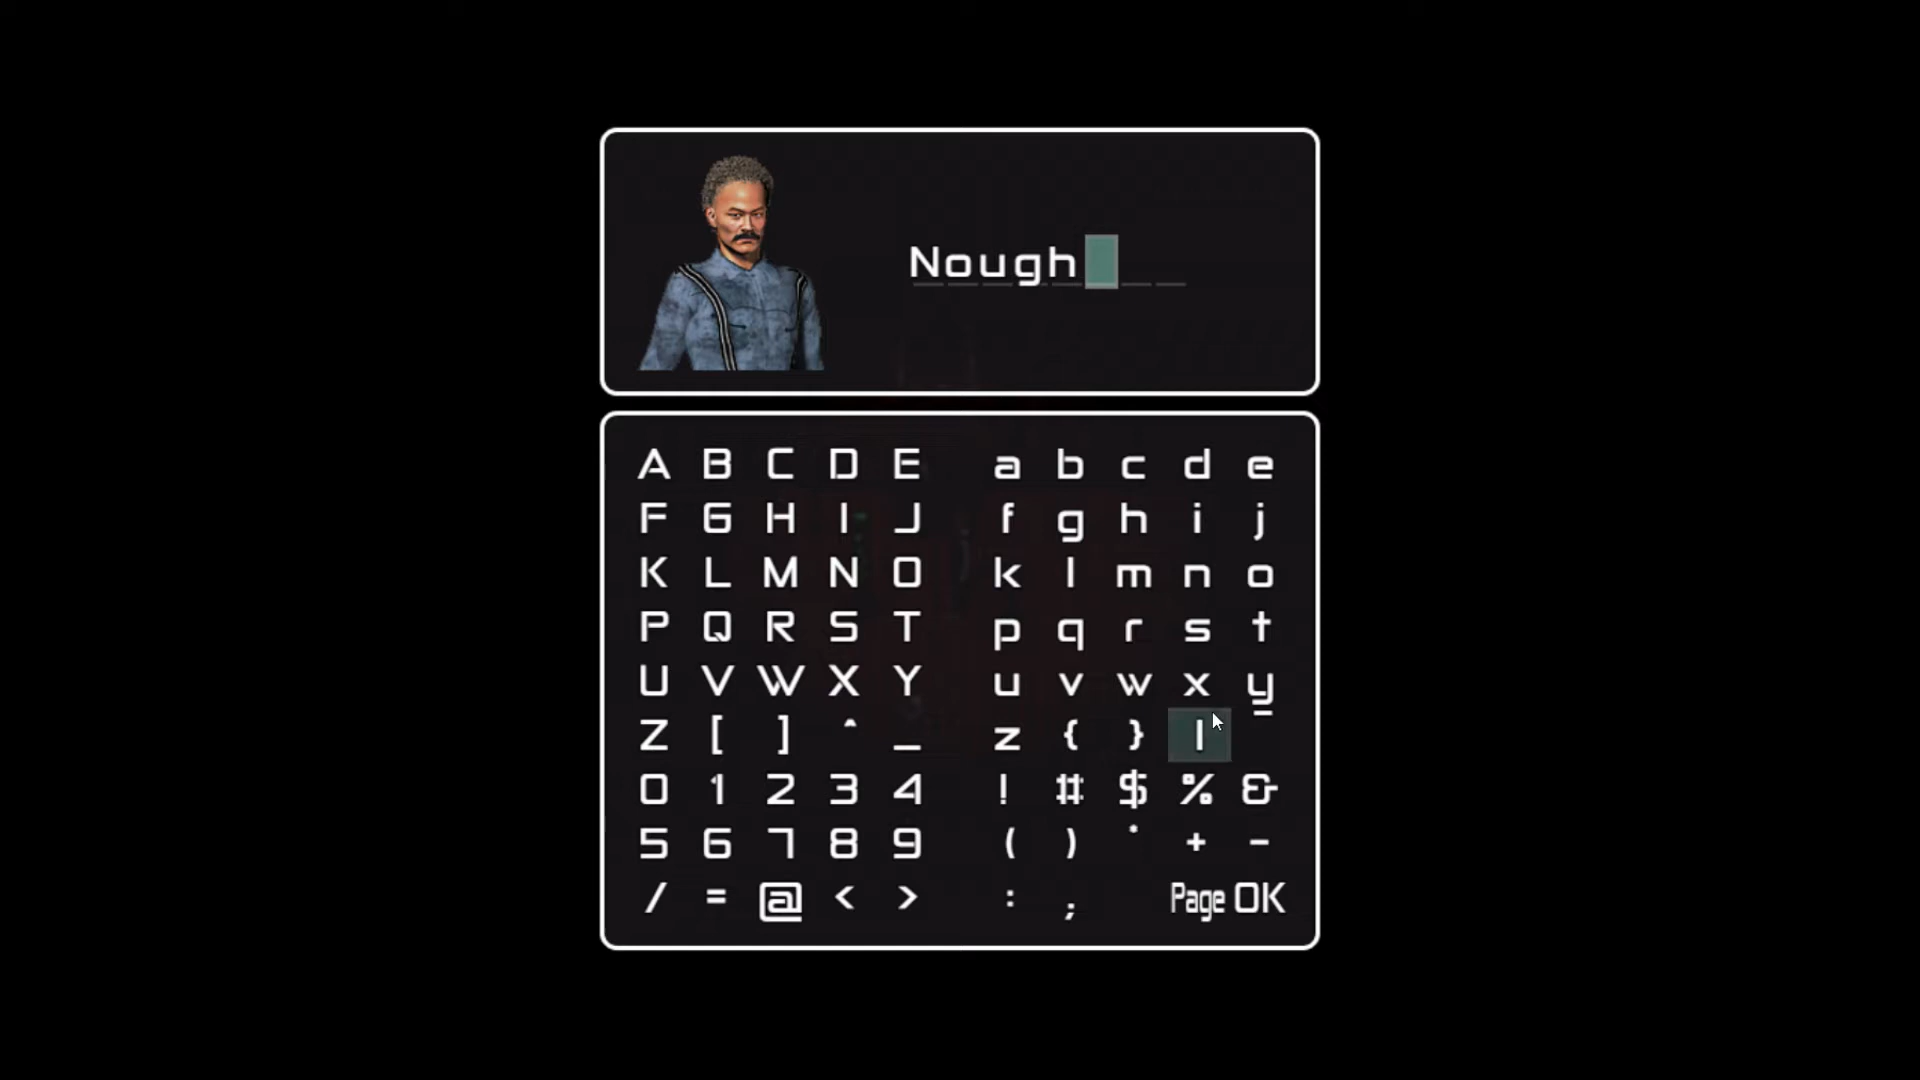 Nough
A B C D E a b c d e
F G H I J f g h i j
K L M N O k l m n o
P Q R S T p q r s t
U V W X Y u v w x y
Z [ ] ^ _ z { } | ‾
0 1 2 3 4 ! # $ % &
5 6 7 8 9 ( ) * + -
/ = @ < > : ; Page OK